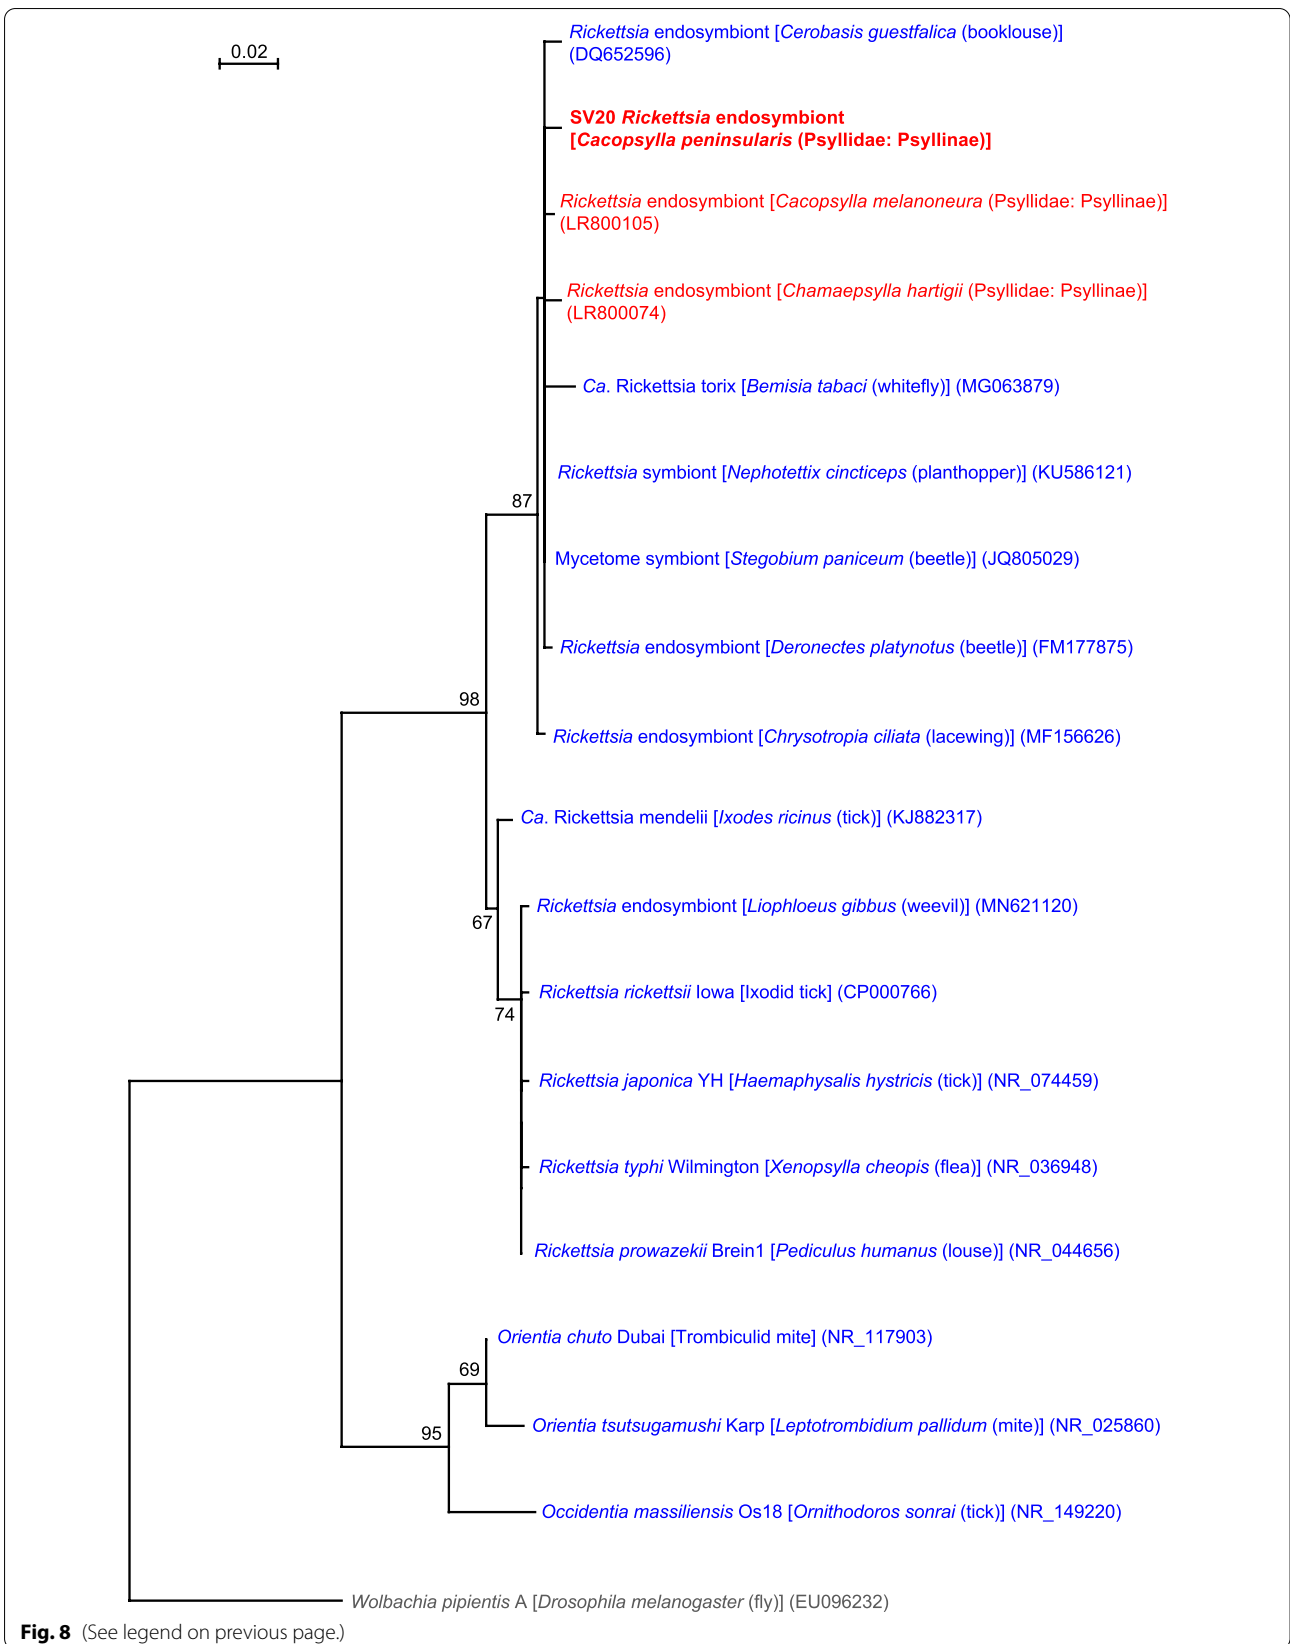 0.02
Rickettsia endosymbiont [Cerobasis guestfalica (booklouse)]
(DQ652596)
SV20 Rickettsia endosymbiont
[Cacopsylla peninsularis (Psyllidae: Psyllinae)]
Rickettsia endosymbiont [Cacopsylla melanoneura (Psyllidae: Psyllinae)]
(LR800105)
Rickettsia endosymbiont [Chamaepsylla hartigii (Psyllidae: Psyllinae)]
(LR800074)
Ca. Rickettsia torix [Bemisia tabaci (whitefly)] (MG063879)
Rickettsia symbiont [Nephotettix cincticeps (planthopper)] (KU586121)
87
Mycetome symbiont [Stegobium paniceum (beetle)] (JQ805029)
Rickettsia endosymbiont [Deronectes platynotus (beetle)] (FM177875)
98
Rickettsia endosymbiont [Chrysotropia ciliata (lacewing)] (MF156626)
Ca. Rickettsia mendelii [Ixodes ricinus (tick)] (KJ882317)
Rickettsia endosymbiont [Liophloeus gibbus (weevil)] (MN621120)
67
Rickettsia rickettsii Iowa [Ixodid tick] (CP000766)
74
Rickettsia japonica YH [Haemaphysalis hystricis (tick)] (NR_074459)
Rickettsia typhi Wilmington [Xenopsylla cheopis (flea)] (NR_036948)
Rickettsia prowazekii Brein1 [Pediculus humanus (louse)] (NR_044656)
Orientia chuto Dubai [Trombiculid mite] (NR_117903)
69
Orientia tsutsugamushi Karp [Leptotrombidium pallidum (mite)] (NR_025860)
95
Occidentia massiliensis Os18 [Ornithodoros sonrai (tick)] (NR_149220)
Wolbachia pipientis A [Drosophila melanogaster (fly)] (EU096232)
Fig. 8 (See legend on previous page.)